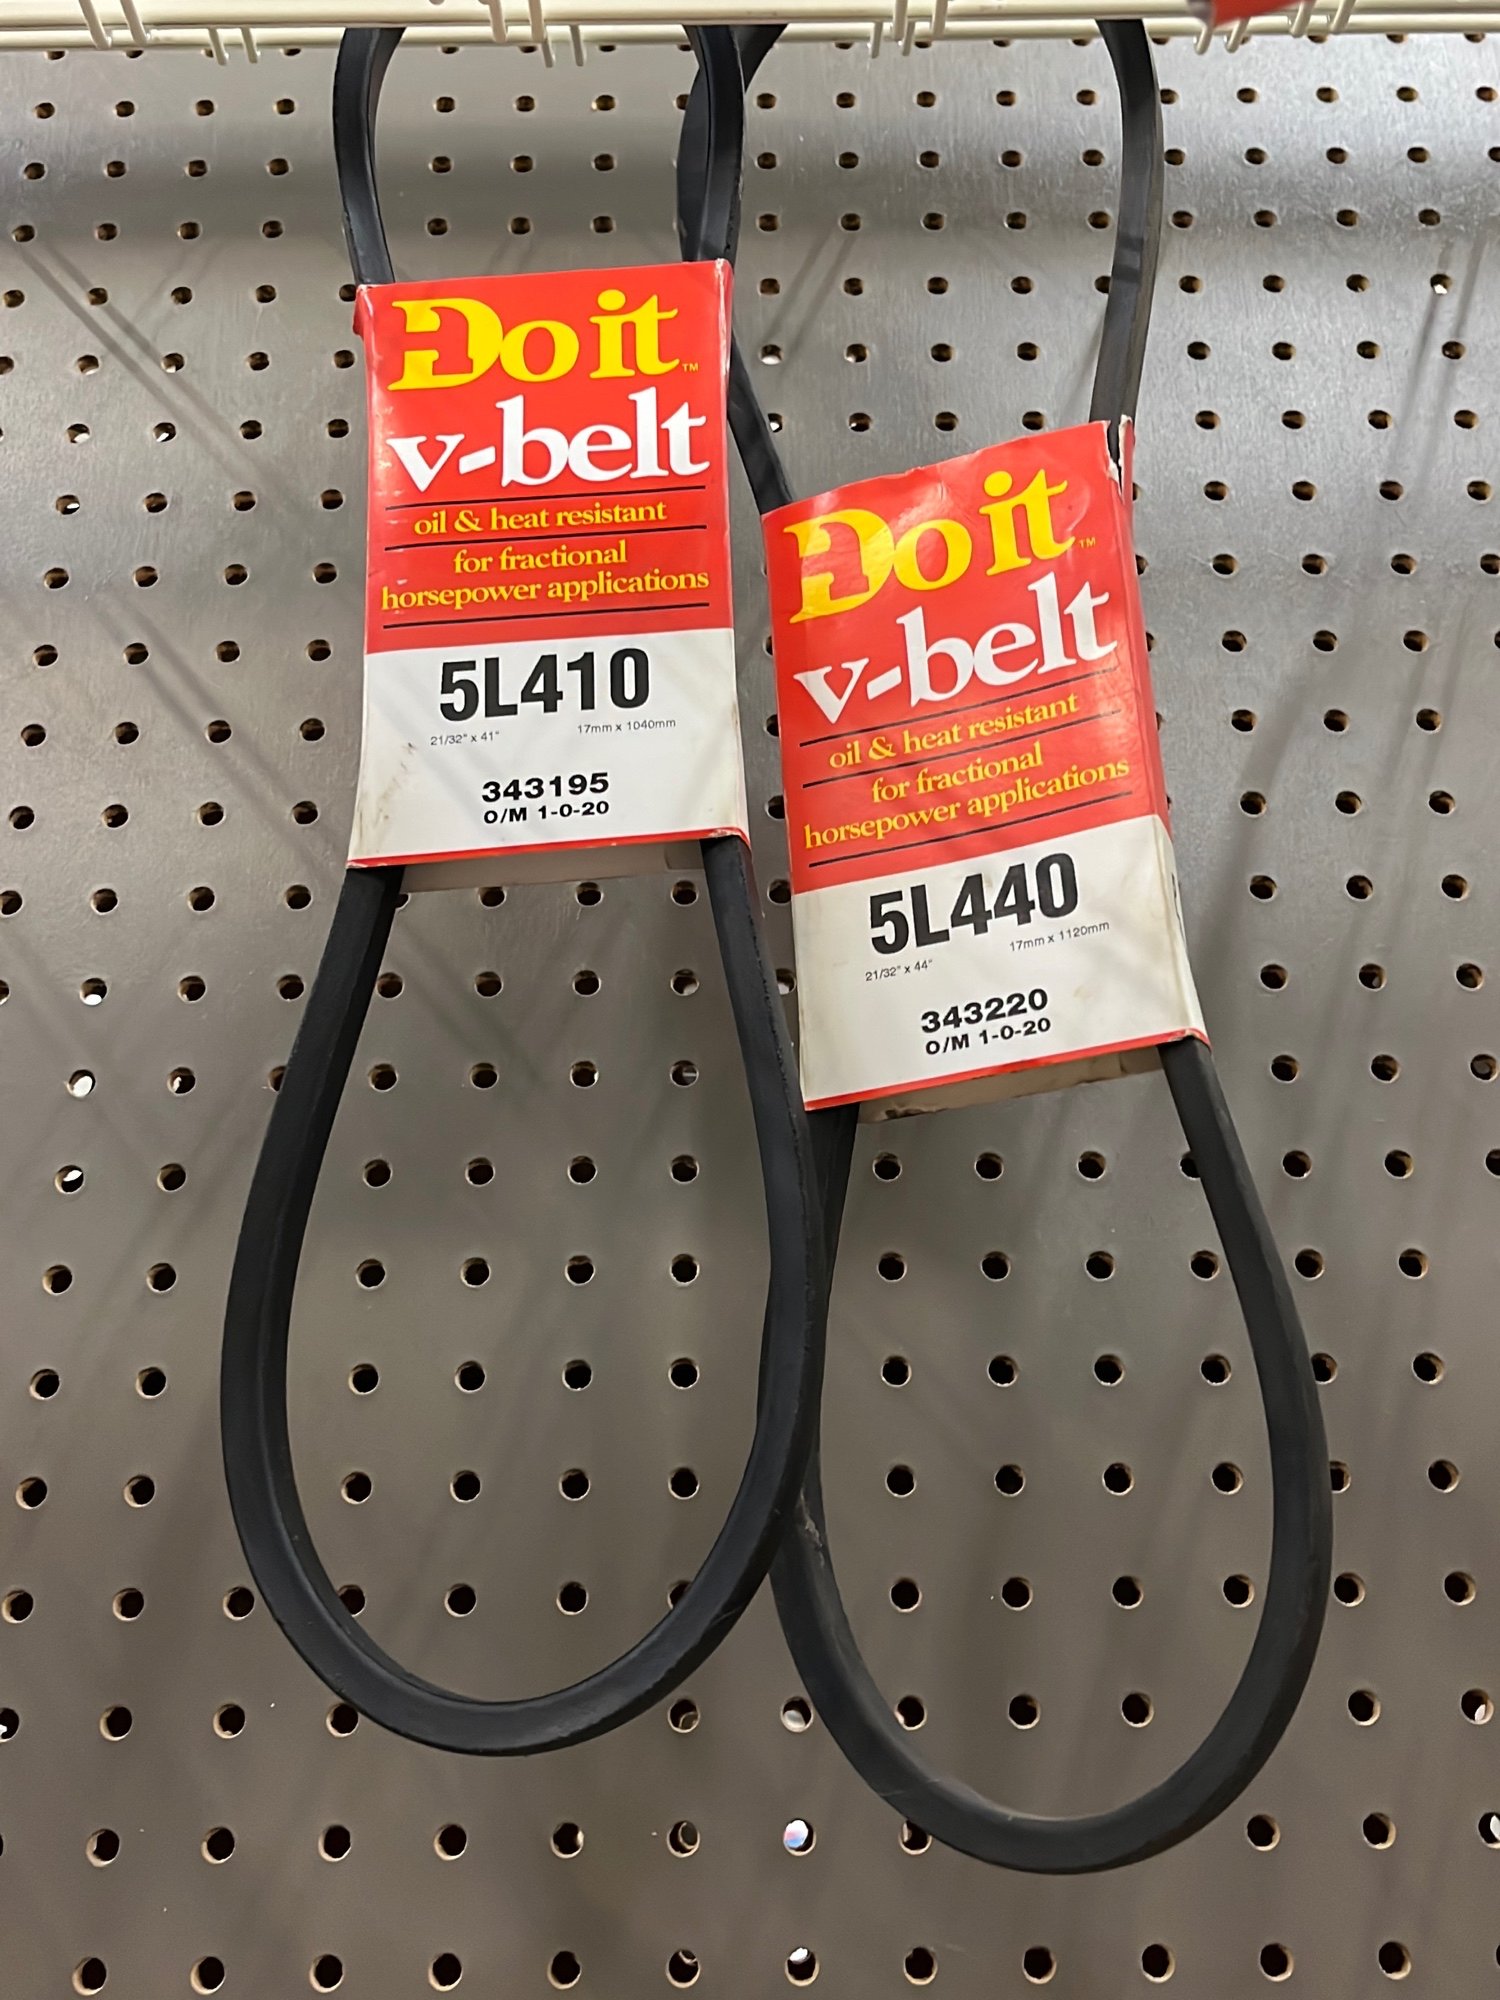 Do it™
v-belt
oil & heat resistant
for fractional
horsepower applications
5L410
21/32" x 41"
17mm x 1040mm
343195
O/M 1-0-20
Do it™
v-belt
oil & heat resistant
for fractional
horsepower applications
5L440
21/32" x 44"
17mm x 1120mm
343220
O/M 1-0-20